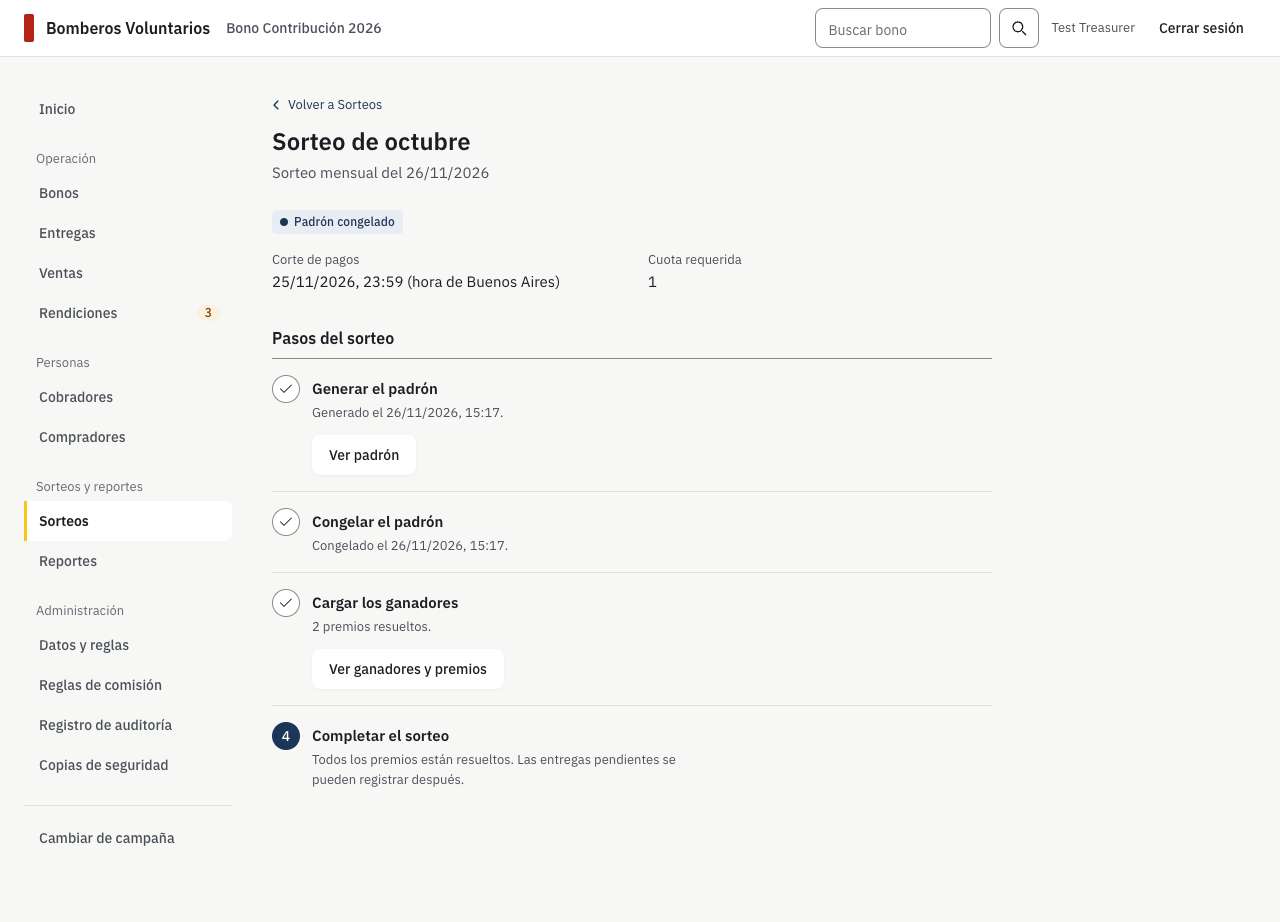 Bomberos Voluntarios
Bono Contribución 2026
Buscar bono
Test Treasurer
Cerrar sesión
Inicio
Operación
Bonos
Entregas
Ventas
Rendiciones 3
Personas
Cobradores
Compradores
Sorteos y reportes
Sorteos
Reportes
Administración
Datos y reglas
Reglas de comisión
Registro de auditoría
Copias de seguridad
Cambiar de campaña
Volver a Sorteos
Sorteo de octubre
Sorteo mensual del 26/11/2026
Padrón congelado
Corte de pagos
25/11/2026, 23:59 (hora de Buenos Aires)
Cuota requerida
1
Pasos del sorteo
Generar el padrón
Generado el 26/11/2026, 15:17.
Ver padrón
Congelar el padrón
Congelado el 26/11/2026, 15:17.
Cargar los ganadores
2 premios resueltos.
Ver ganadores y premios
4 Completar el sorteo
Todos los premios están resueltos. Las entregas pendientes se
pueden registrar después.